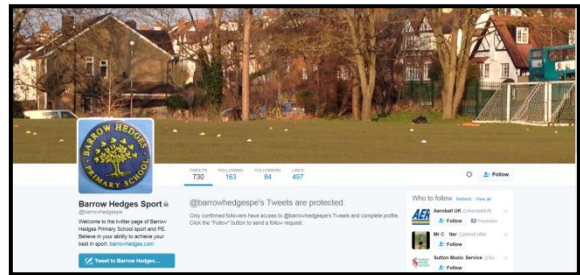 BARROW HEDGES
PRIMARY SCHOOL
TWEETS
730
FOLLOWING
163
FOLLOWERS
84
LIKES
497
Follow
Barrow Hedges Sport
@barrowhedgespe
Welcome to the twitter page of Barrow
Hedges Primary School sport and PE.
Believe in your ability to achieve your
best in sport. barrowhedges.com
Tweet to Barrow Hedges...
@barrowhedgespe's Tweets are protected.
Only confirmed followers have access to @barrowhedgespe's Tweets and complete profile.
Click the "Follow" button to send a follow request.
Who to follow Refresh View all
Aeroball UK
Follow Promoted
Mr C
Follow
Sutton Music Service
Follow